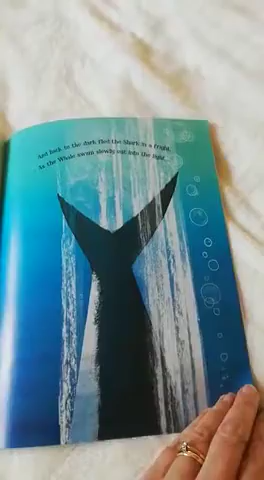 And back to the dark fled the Shark in a fright,
As the Whale swam slowly out into the light...